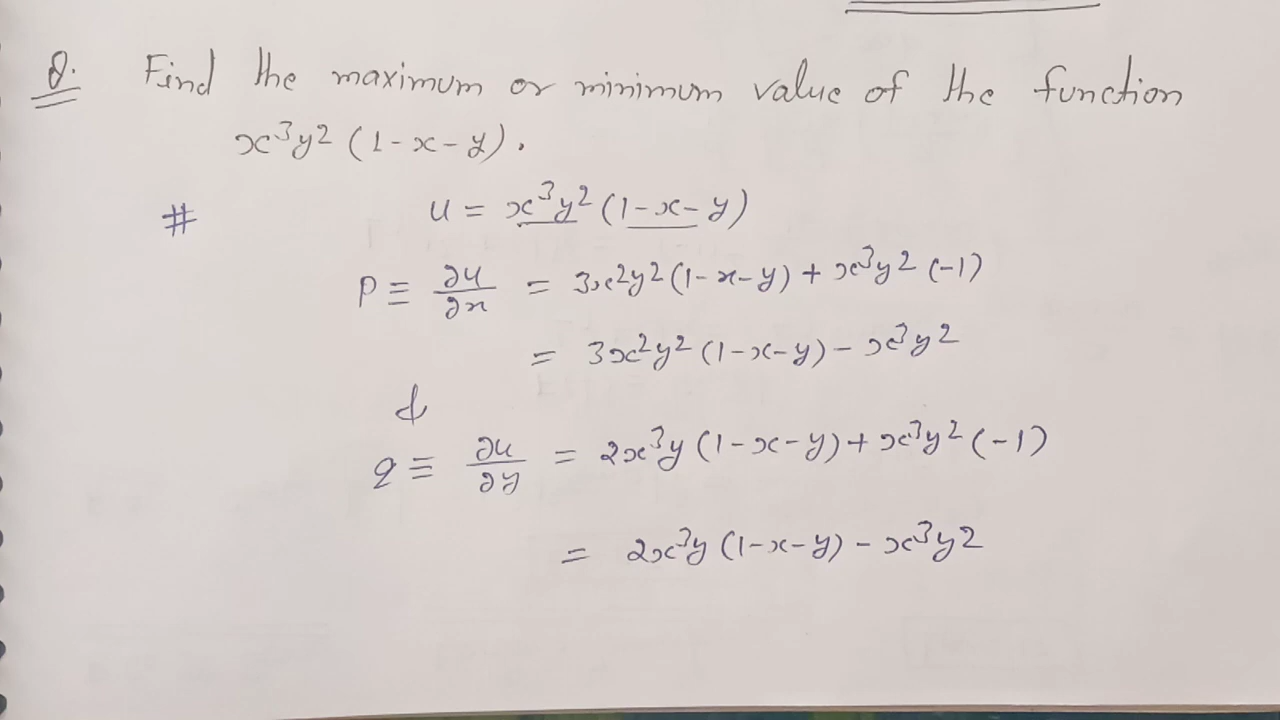 Q. Find the maximum or minimum value of the function
x³y² (1-x-y).
# u = x³y² (1-x-y)
p ≡ ∂u/∂x = 3x²y² (1-x-y) + x³y² (-1)
= 3x²y² (1-x-y) - x³y²
&
q ≡ ∂u/∂y = 2x³y (1-x-y) + x³y² (-1)
= 2x³y (1-x-y) - x³y²